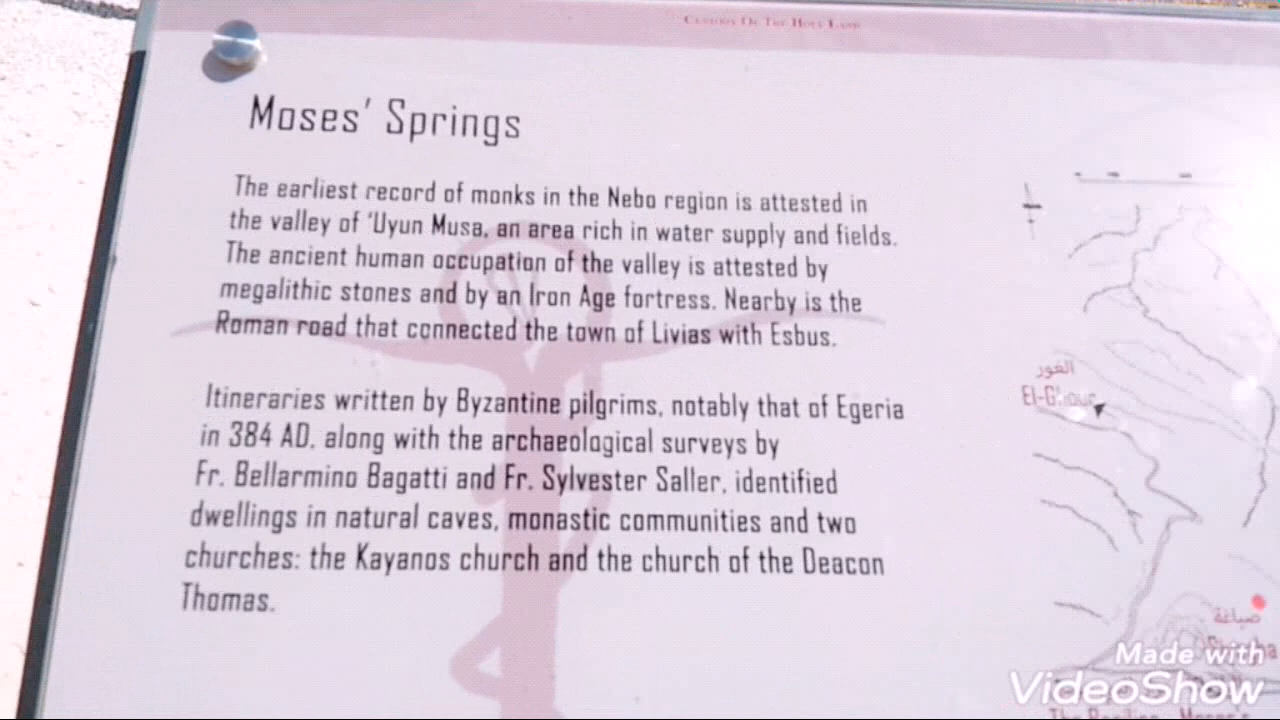 Custody Of The Holy Land
Moses' Springs
The earliest record of monks in the Nebo region is attested in
the valley of 'Uyun Musa, an area rich in water supply and fields.
The ancient human occupation of the valley is attested by
megalithic stones and by an Iron Age fortress. Nearby is the
Roman road that connected the town of Livias with Esbus.
Itineraries written by Byzantine pilgrims, notably that of Egeria
in 384 AD, along with the archaeological surveys by
Fr. Bellarmino Bagatti and Fr. Sylvester Saller, identified
dwellings in natural caves, monastic communities and two
churches: the Kayanos church and the church of the Deacon
Thomas.
الغور
El-Ghour
صياغة
Made with
VideoShow